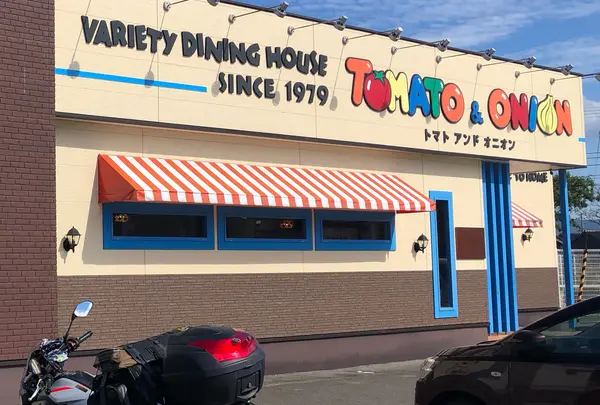 VARIETY DINING HOUSE
SINCE 1979
TOMATO & ONION
トマト アンド オニオン
TO HOME